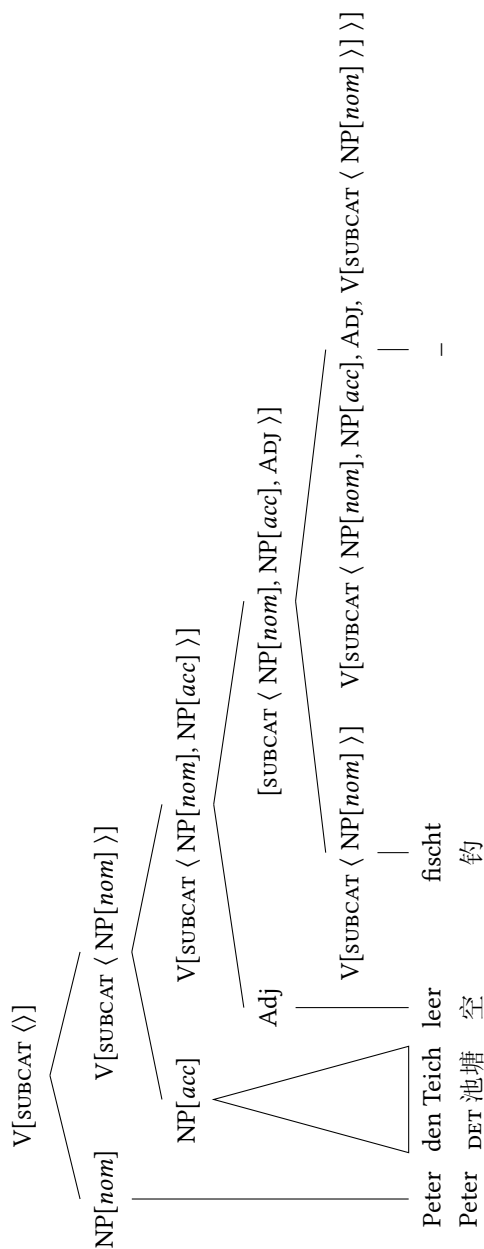 V[SUBCAT ⟨⟩]
NP[nom] V[SUBCAT ⟨ NP[nom] ⟩]
NP[acc] V[SUBCAT ⟨ NP[nom], NP[acc] ⟩]
Adj [SUBCAT ⟨ NP[nom], NP[acc], ADJ ⟩]
V[SUBCAT ⟨ NP[nom] ⟩] V[SUBCAT ⟨ NP[nom], NP[acc], ADJ, V[SUBCAT ⟨ NP[nom] ⟩] ⟩]
Peter den Teich leer fischt –
Peter DET 池塘 空 钓